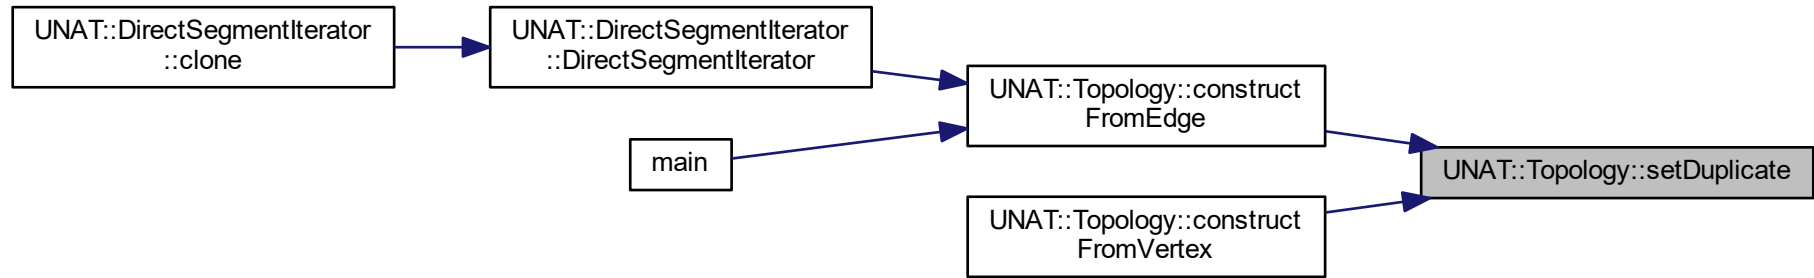 UNAT::DirectSegmentIterator
::clone
UNAT::DirectSegmentIterator
::DirectSegmentIterator
UNAT::Topology::construct
FromEdge
main
UNAT::Topology::setDuplicate
UNAT::Topology::construct
FromVertex